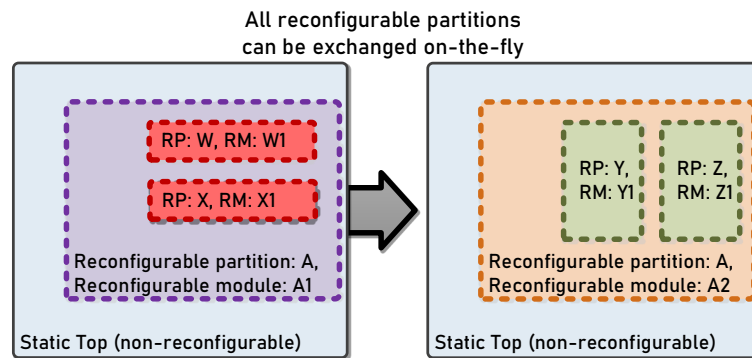 All reconfigurable partitions
can be exchanged on-the-fly
RP: W, RM: W1
RP: X, RM: X1
Reconfigurable partition: A,
Reconfigurable module: A1
Static Top (non-reconfigurable)
RP: Y,
RM: Y1
RP: Z,
RM: Z1
Reconfigurable partition: A,
Reconfigurable module: A2
Static Top (non-reconfigurable)